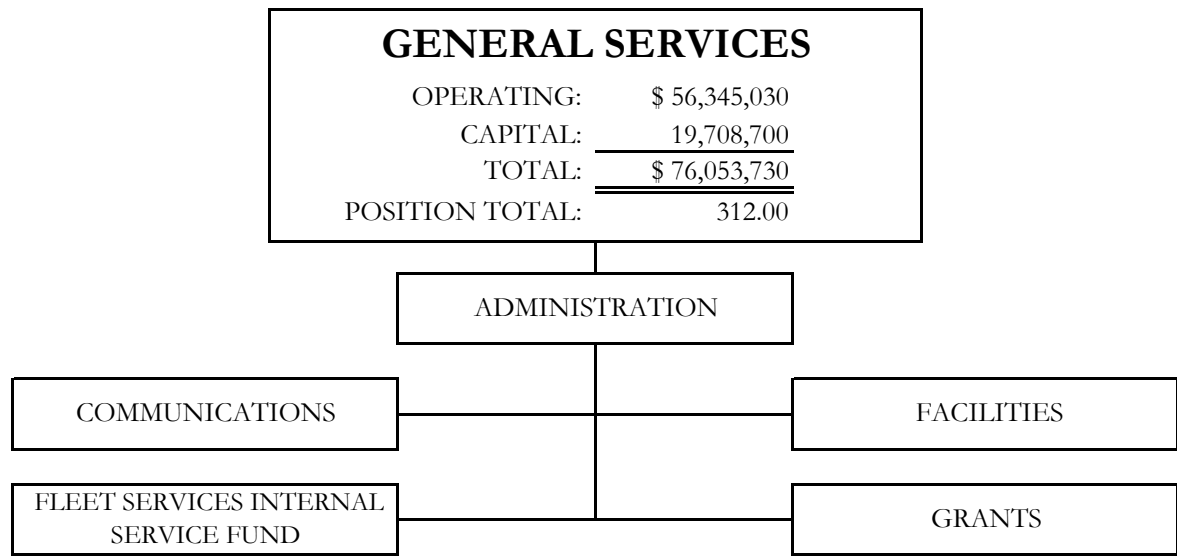 GENERAL SERVICES
OPERATING: $ 56,345,030
CAPITAL: 19,708,700
TOTAL: $ 76,053,730
POSITION TOTAL: 312.00
ADMINISTRATION
COMMUNICATIONS
FACILITIES
FLEET SERVICES INTERNAL
SERVICE FUND
GRANTS